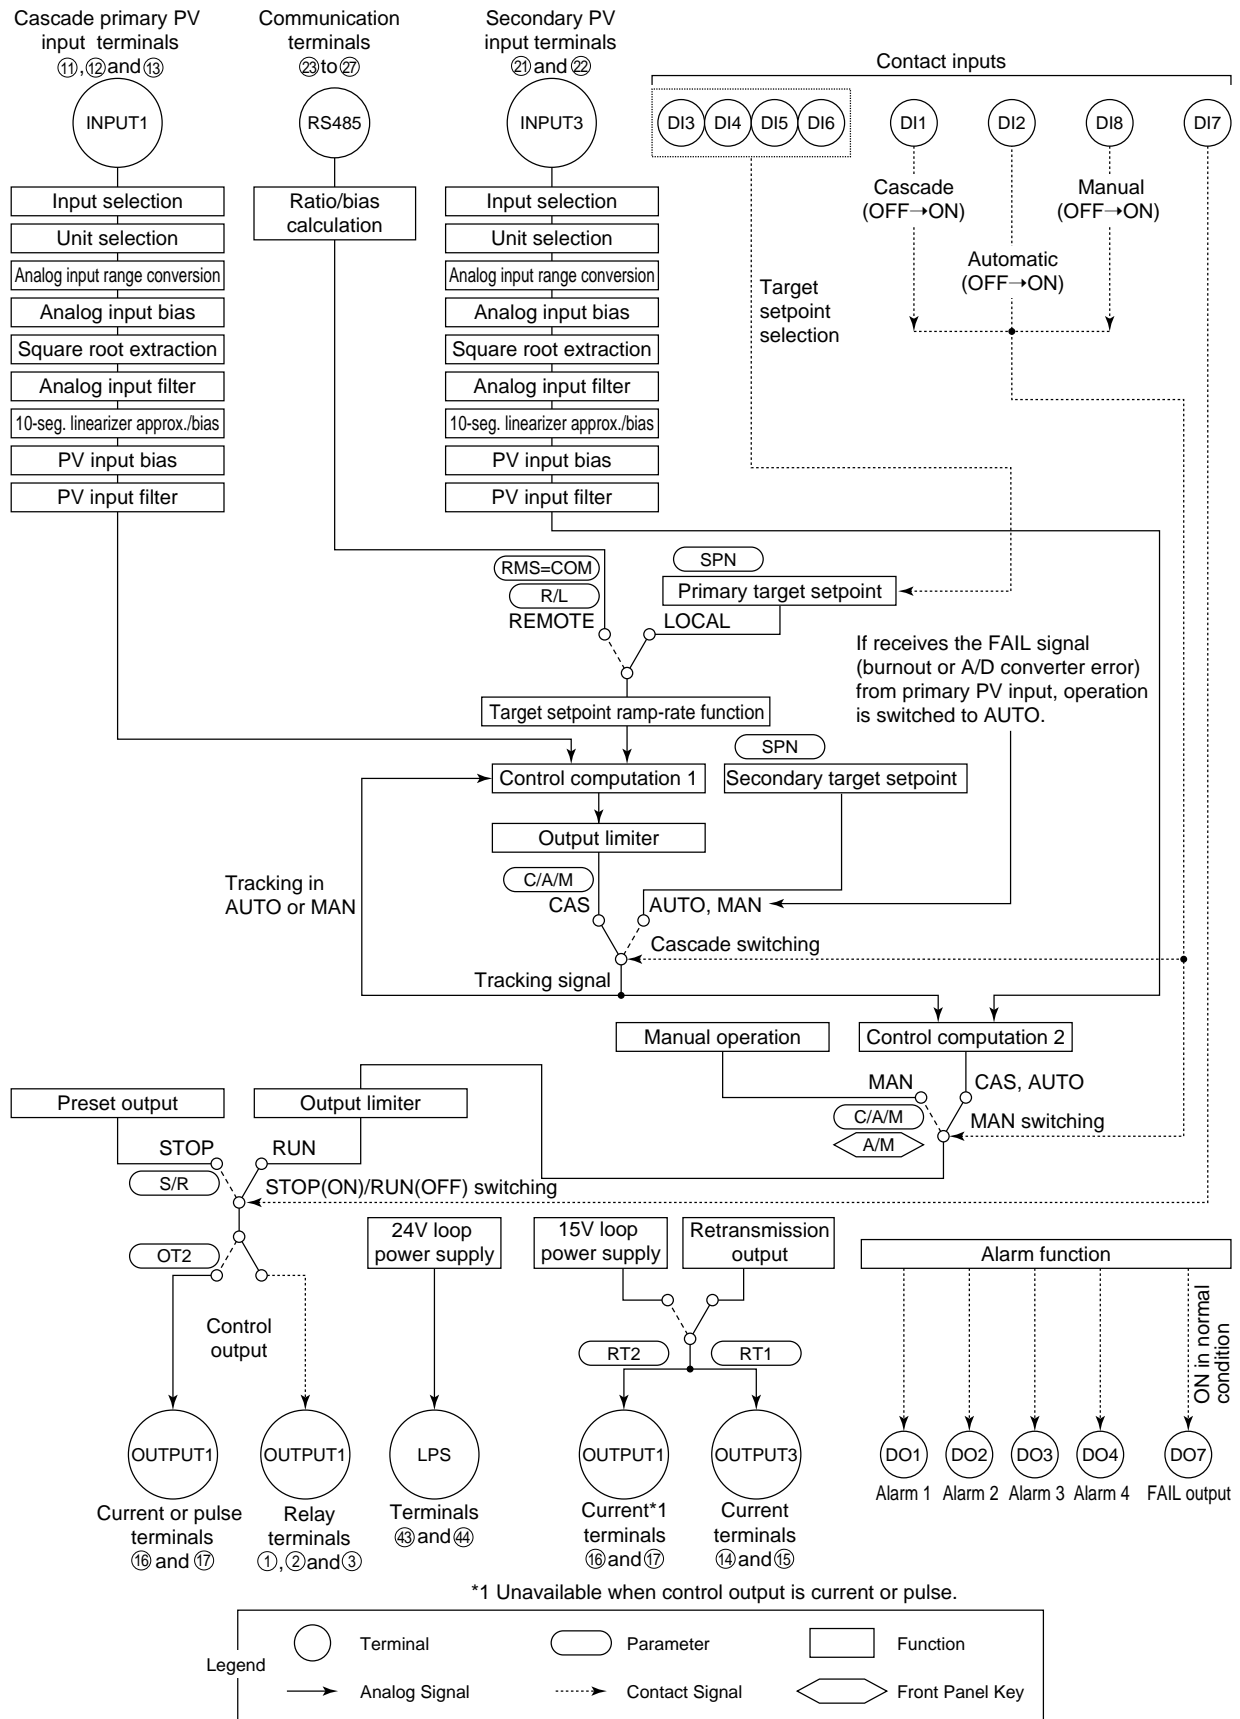 Cascade primary PV
input terminals
⑪,⑫and⑬
INPUT1
Communication
terminals
㉓to㉗
RS485
Secondary PV
input terminals
㉑and㉒
INPUT3
Contact inputs
DI3 DI4 DI5 DI6
DI1
DI2
DI8
DI7
Input selection
Unit selection
Analog input range conversion
Analog input bias
Square root extraction
Analog input filter
10-seg. linearizer approx./bias
PV input bias
PV input filter
Ratio/bias
calculation
Input selection
Unit selection
Analog input range conversion
Analog input bias
Square root extraction
Analog input filter
10-seg. linearizer approx./bias
PV input bias
PV input filter
Cascade
(OFF→ON)
Manual
(OFF→ON)
Automatic
(OFF→ON)
Target
setpoint
selection
RMS=COM
R/L
REMOTE
SPN
Primary target setpoint
LOCAL
If receives the FAIL signal
(burnout or A/D converter error)
from primary PV input, operation
is switched to AUTO.
Target setpoint ramp-rate function
SPN
Control computation 1
Secondary target setpoint
Output limiter
C/A/M
CAS
AUTO, MAN
Tracking in
AUTO or MAN
Cascade switching
Tracking signal
Manual operation
Control computation 2
MAN
CAS, AUTO
C/A/M
A/M
MAN switching
Preset output
Output limiter
STOP
RUN
S/R
STOP(ON)/RUN(OFF) switching
OT2
Control
output
24V loop
power supply
15V loop
power supply
Retransmission
output
Alarm function
RT2
RT1
ON in normal
condition
OUTPUT1
OUTPUT1
LPS
OUTPUT1
OUTPUT3
DO1
DO2
DO3
DO4
DO7
Alarm 1
Alarm 2
Alarm 3
Alarm 4
FAIL output
Current or pulse
terminals
⑯ and ⑰
Relay
terminals
①,②and③
Terminals
㊸and㊹
Current*1
terminals
⑯and⑰
Current
terminals
⑭and⑮
*1 Unavailable when control output is current or pulse.
Legend
Terminal
Parameter
Function
Analog Signal
Contact Signal
Front Panel Key